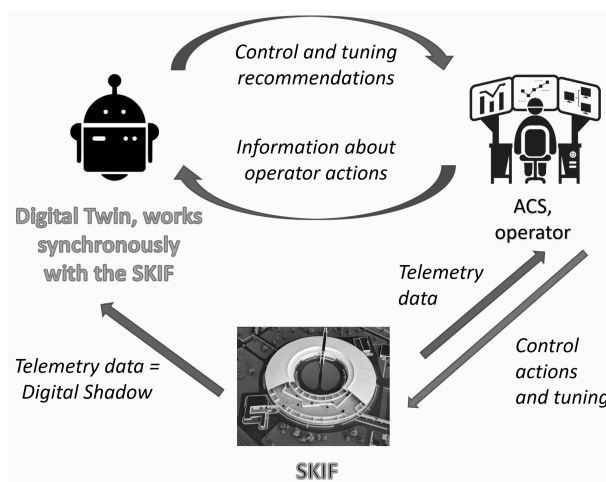 Control and tuning
recommendations
Information about
operator actions
Digital Twin, works
synchronously
with the SKIF
ACS,
operator
Telemetry
data
Telemetry data =
Digital Shadow
Control
actions
and tuning
SKIF